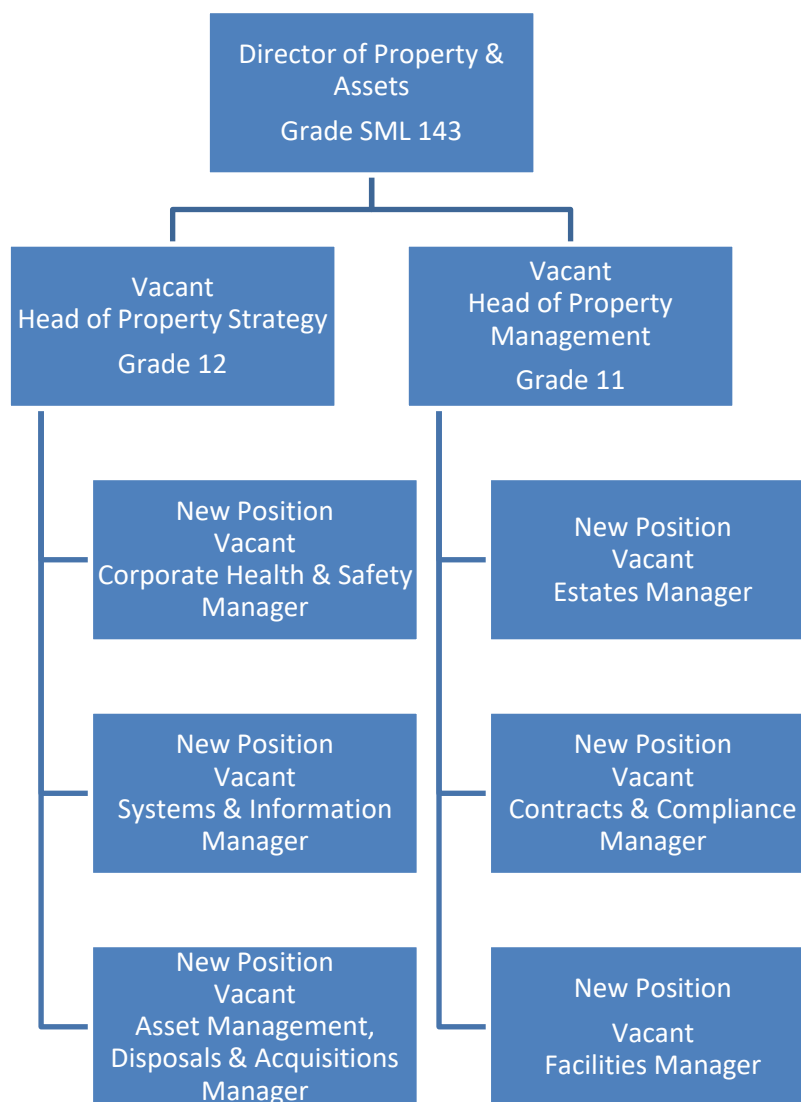 Director of Property &
Assets
Grade SML 143
Vacant
Head of Property Strategy
Grade 12
Vacant
Head of Property
Management
Grade 11
New Position
Vacant
Corporate Health & Safety
Manager
New Position
Vacant
Estates Manager
New Position
Vacant
Systems & Information
Manager
New Position
Vacant
Contracts & Compliance
Manager
New Position
Vacant
Asset Management,
Disposals & Acquisitions
Manager
New Position
Vacant
Facilities Manager